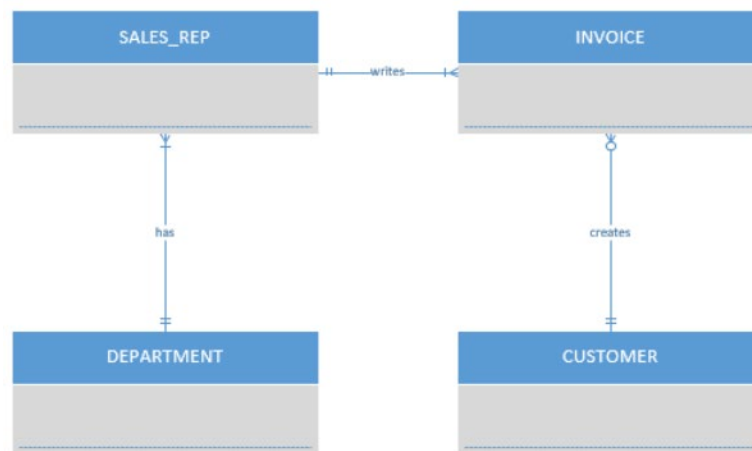 SALES_REP
INVOICE
writes
has
creates
DEPARTMENT
CUSTOMER